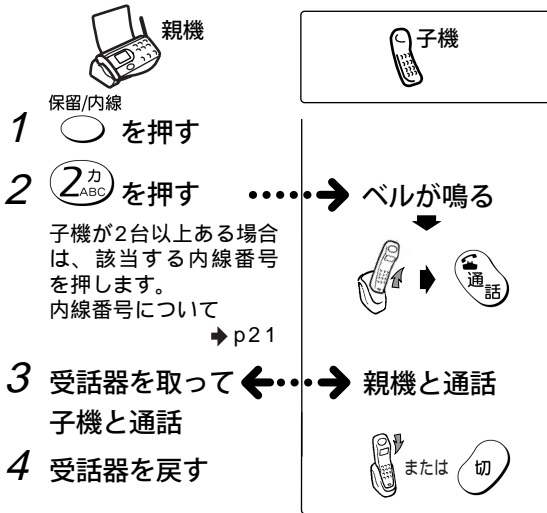 親機
子機
保留/内線
1 を押す
2 2カABC を押す
ベルが鳴る
子機が2台以上ある場合
は、該当する内線番号
を押します。
内線番号について
p21
通話
3 受話器を取って
子機と通話
親機と通話
4 受話器を戻す
または 切